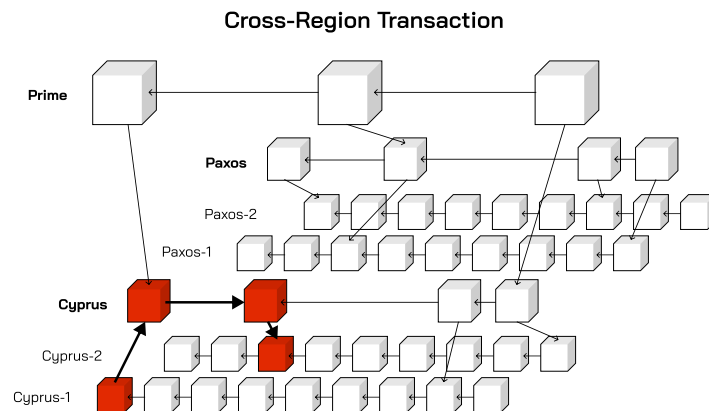 Cross-Region Transaction
Prime
Paxos
Paxos-2
Paxos-1
Cyprus
Cyprus-2
Cyprus-1